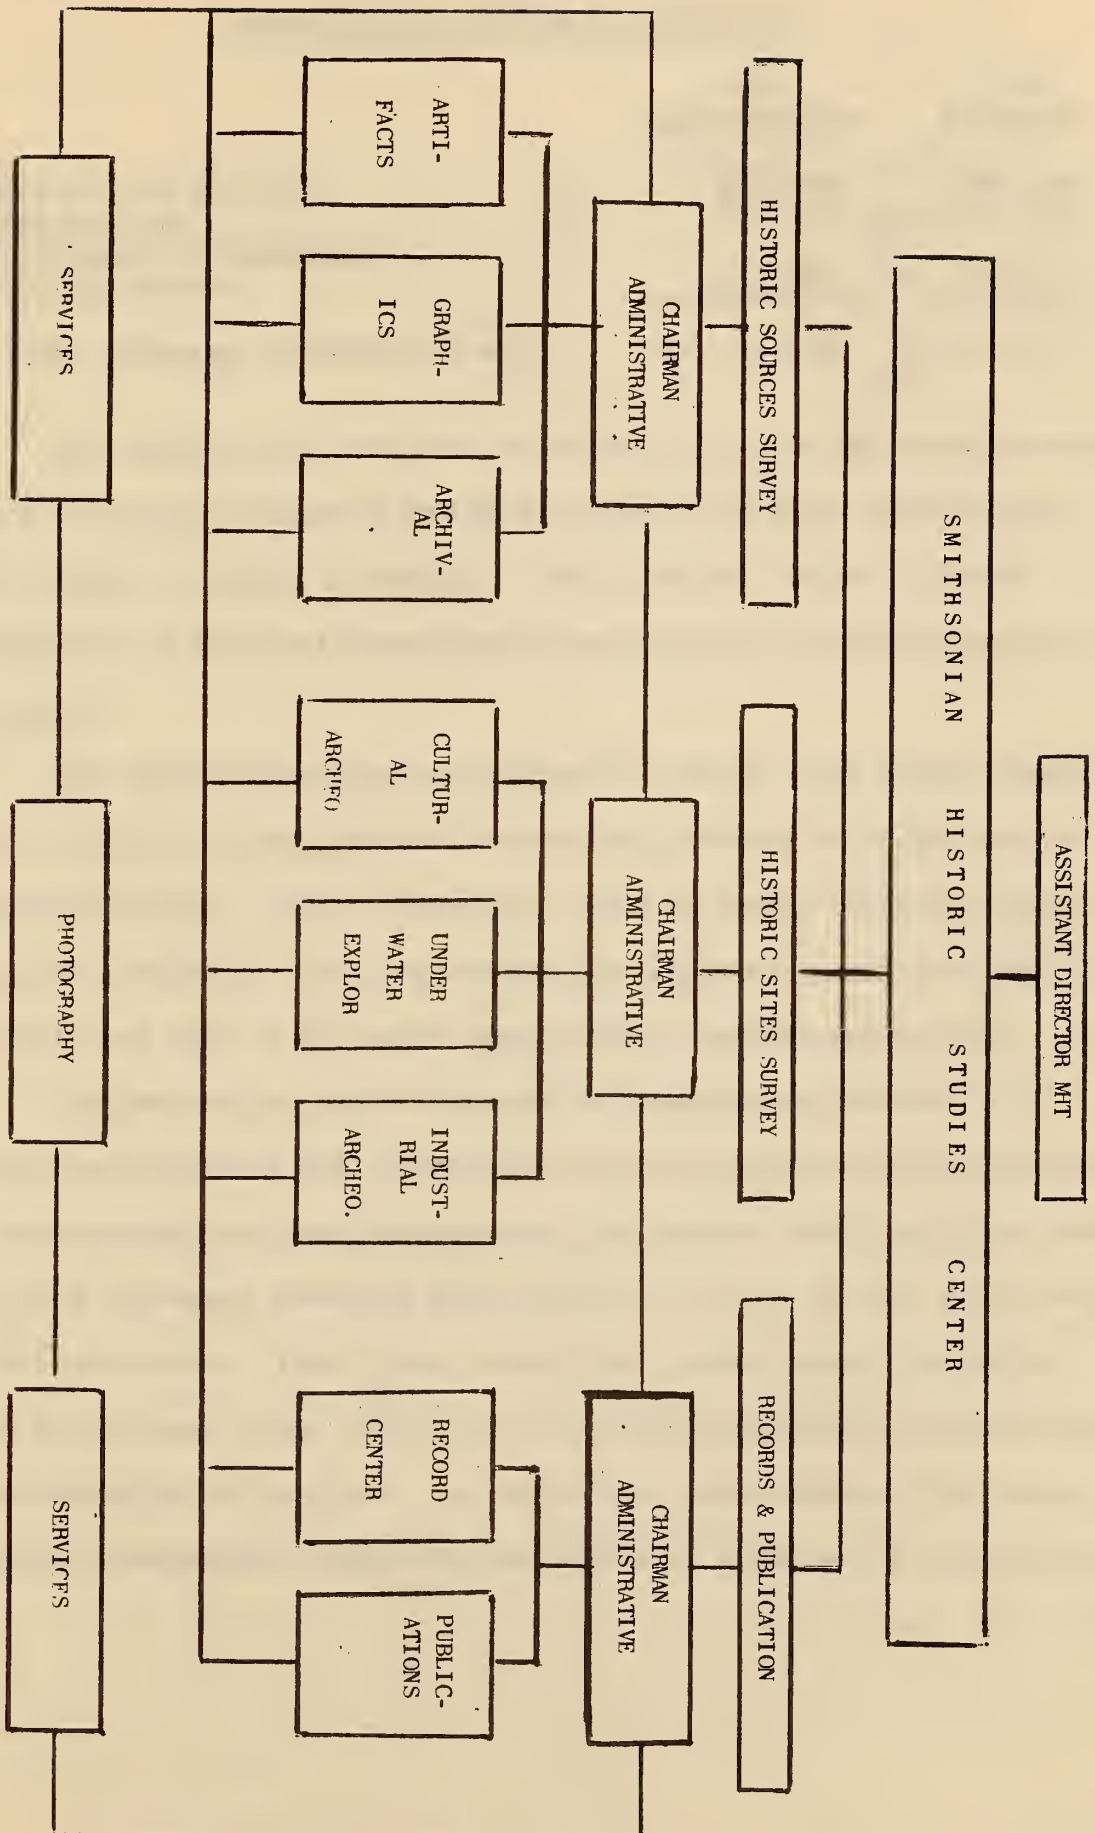 ASSISTANT DIRECTOR MHT
SMITHSONIAN HISTORIC STUDIES CENTER
HISTORIC SOURCES SURVEY
HISTORIC SITES SURVEY
RECORDS & PUBLICATION
CHAIRMAN
ADMINISTRATIVE
CHAIRMAN
ADMINISTRATIVE
CHAIRMAN
ADMINISTRATIVE
ARTI-
FACTS
GRAPH-
ICS
ARCHIV-
AL
CULTUR-
AL
ARCHEO
UNDER
WATER
EXPLOR
INDUST-
RIAL
ARCHEO.
RECORD
CENTER
PUBLIC-
ATIONS
SERVICES
PHOTOGRAPHY
SERVICES